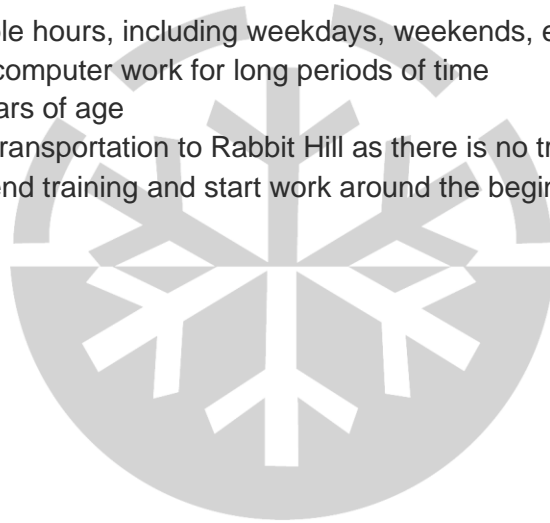 ole hours, including weekdays, weekends, e
computer work for long periods of time
ars of age
ransportation to Rabbit Hill as there is no tr
end training and start work around the begin